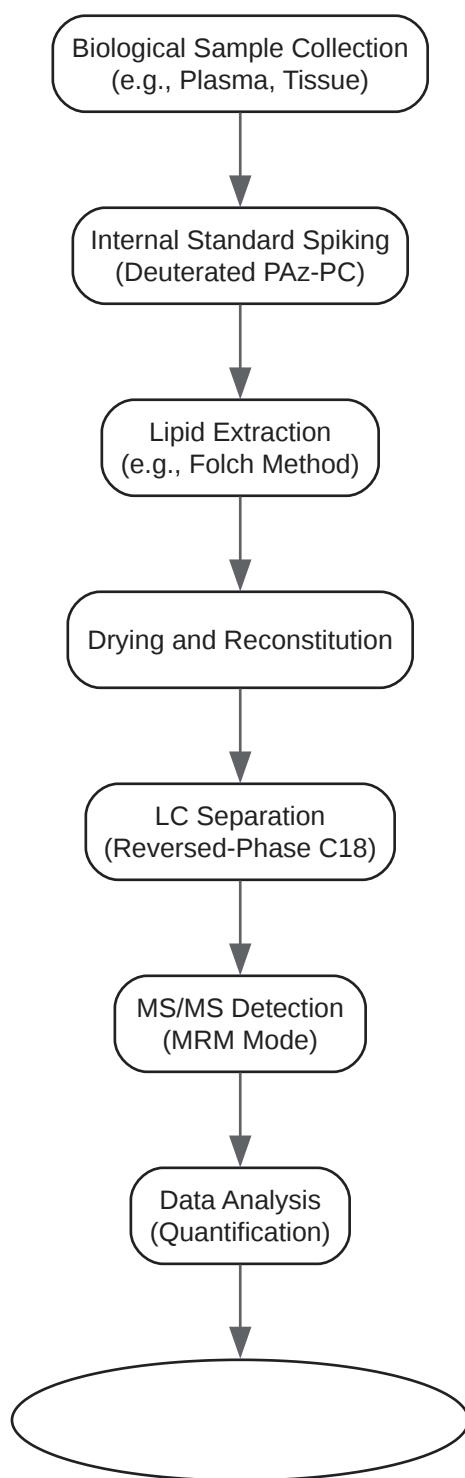 Biological Sample Collection
(e.g., Plasma, Tissue)
Internal Standard Spiking
(Deuterated PAz-PC)
Lipid Extraction
(e.g., Folch Method)
Drying and Reconstitution
LC Separation
(Reversed-Phase C18)
MS/MS Detection
(MRM Mode)
Data Analysis
(Quantification)